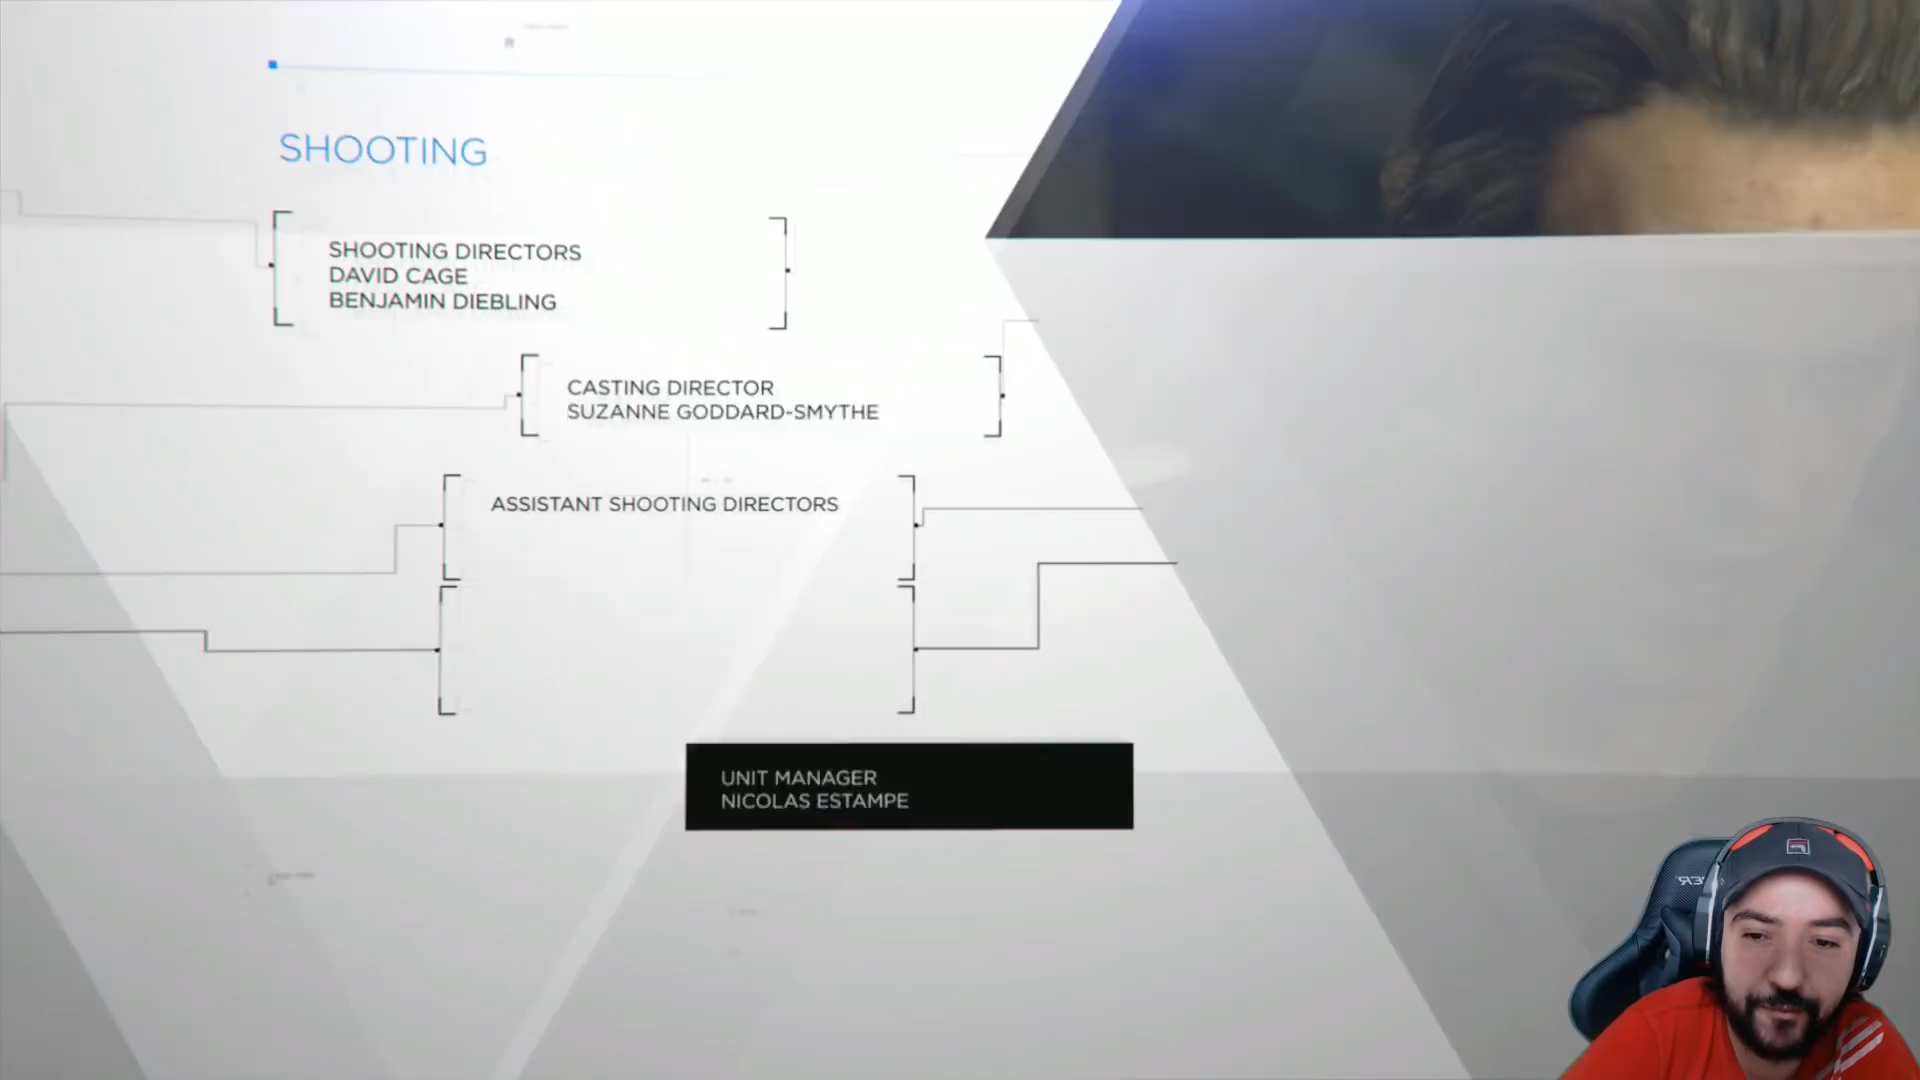 SHOOTING
SHOOTING DIRECTORS
DAVID CAGE
BENJAMIN DIEBLING
CASTING DIRECTOR
SUZANNE GODDARD-SMYTHE
ASSISTANT SHOOTING DIRECTORS
UNIT MANAGER
NICOLAS ESTAMPE